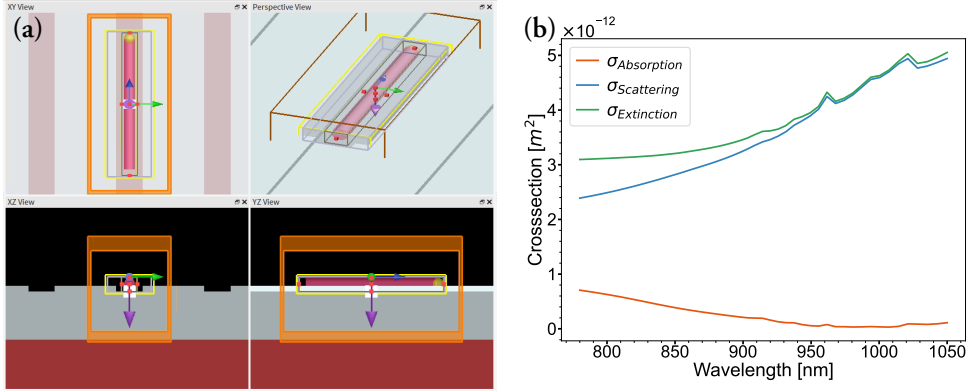 XY View
Perspective View
(a)
XZ View
YZ View
(b)
×10⁻¹²
σAbsorption
σScattering
σExtinction
Crosssection [m²]
5
4
3
2
1
0
800
850
900
950
1000
1050
Wavelength [nm]